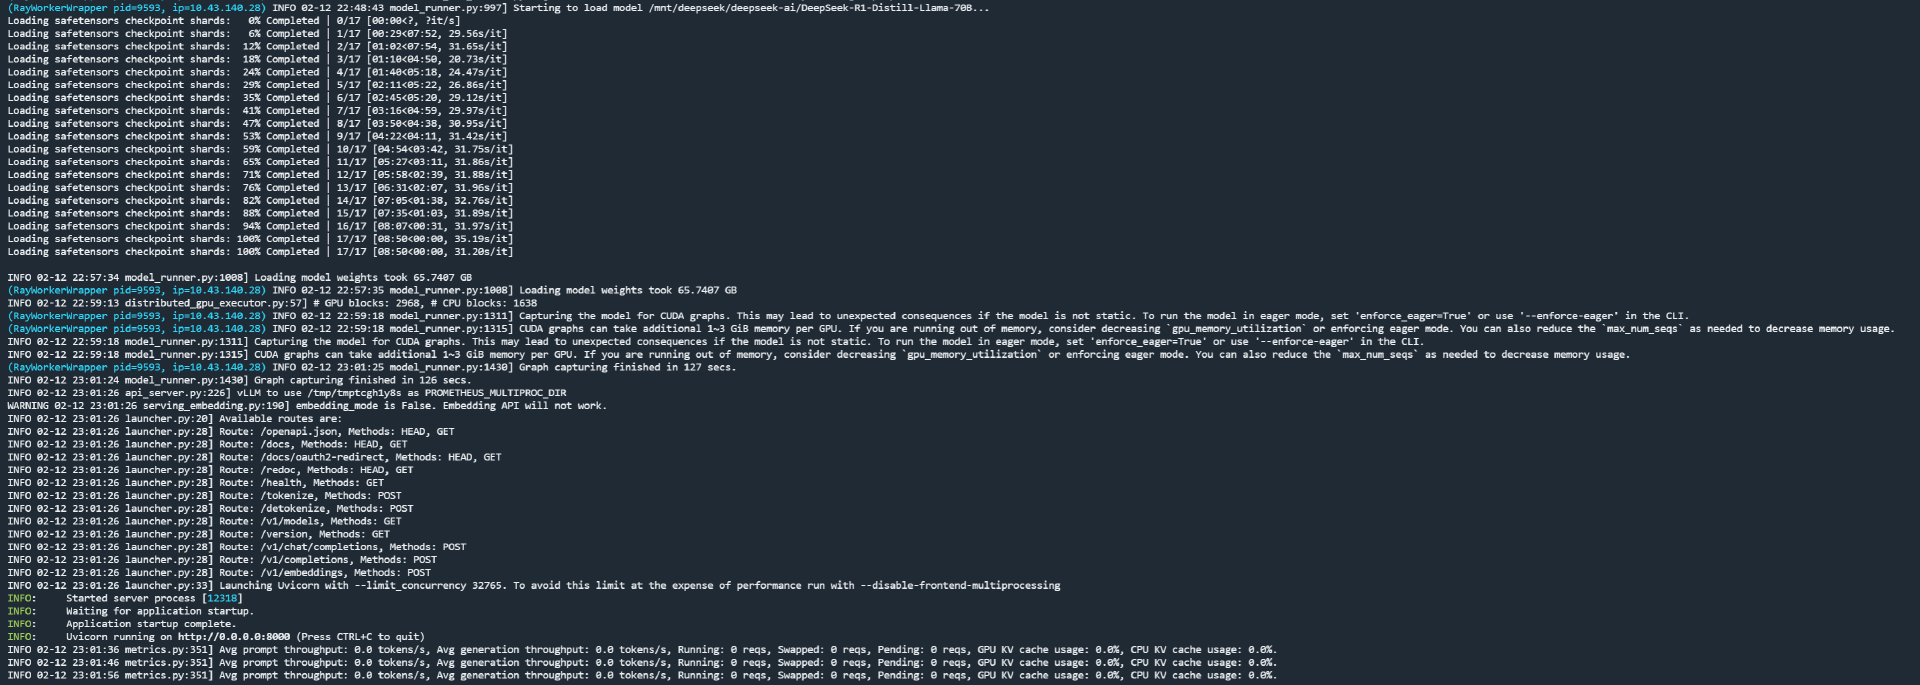 (RayWorkerWrapper pid=9593, ip=10.43.140.28) INFO 02-12 22:48:43 model_runner.py:997] Starting to load model /mnt/deepseek/deepseek-ai/DeepSeek-R1-Distill-Llama-70B...
Loading safetensors checkpoint shards:   0% Completed | 0/17 [00:00<?, ?it/s]
Loading safetensors checkpoint shards:   6% Completed | 1/17 [00:29<07:52, 29.56s/it]
Loading safetensors checkpoint shards:  12% Completed | 2/17 [01:02<07:54, 31.65s/it]
Loading safetensors checkpoint shards:  18% Completed | 3/17 [01:10<04:50, 20.73s/it]
Loading safetensors checkpoint shards:  24% Completed | 4/17 [01:40<05:18, 24.47s/it]
Loading safetensors checkpoint shards:  29% Completed | 5/17 [02:11<05:22, 26.86s/it]
Loading safetensors checkpoint shards:  35% Completed | 6/17 [02:45<05:20, 29.12s/it]
Loading safetensors checkpoint shards:  41% Completed | 7/17 [03:16<04:59, 29.97s/it]
Loading safetensors checkpoint shards:  47% Completed | 8/17 [03:50<04:38, 30.95s/it]
Loading safetensors checkpoint shards:  53% Completed | 9/17 [04:22<04:11, 31.42s/it]
Loading safetensors checkpoint shards:  59% Completed | 10/17 [04:54<03:42, 31.75s/it]
Loading safetensors checkpoint shards:  65% Completed | 11/17 [05:27<03:11, 31.86s/it]
Loading safetensors checkpoint shards:  71% Completed | 12/17 [05:58<02:39, 31.88s/it]
Loading safetensors checkpoint shards:  76% Completed | 13/17 [06:31<02:07, 31.96s/it]
Loading safetensors checkpoint shards:  82% Completed | 14/17 [07:05<01:38, 32.76s/it]
Loading safetensors checkpoint shards:  88% Completed | 15/17 [07:35<01:03, 31.89s/it]
Loading safetensors checkpoint shards:  94% Completed | 16/17 [08:07<00:31, 31.97s/it]
Loading safetensors checkpoint shards: 100% Completed | 17/17 [08:50<00:00, 35.19s/it]
Loading safetensors checkpoint shards: 100% Completed | 17/17 [08:50<00:00, 31.20s/it]
INFO 02-12 22:57:34 model_runner.py:1008] Loading model weights took 65.7407 GB
(RayWorkerWrapper pid=9593, ip=10.43.140.28) INFO 02-12 22:57:35 model_runner.py:1008] Loading model weights took 65.7407 GB
INFO 02-12 22:59:13 distributed_gpu_executor.py:57] # GPU blocks: 2968, # CPU blocks: 1638
(RayWorkerWrapper pid=9593, ip=10.43.140.28) INFO 02-12 22:59:18 model_runner.py:1311] Capturing the model for CUDA graphs. This may lead to unexpected consequences if the model is not static. To run the model in eager mode, set 'enforce_eager=True' or use '--enforce-eager' in the CLI.
(RayWorkerWrapper pid=9593, ip=10.43.140.28) INFO 02-12 22:59:18 model_runner.py:1315] CUDA graphs can take additional 1~3 GiB memory per GPU. If you are running out of memory, consider decreasing `gpu_memory_utilization` or enforcing eager mode. You can also reduce the `max_num_seqs` as needed to decrease memory usage.
INFO 02-12 22:59:18 model_runner.py:1311] Capturing the model for CUDA graphs. This may lead to unexpected consequences if the model is not static. To run the model in eager mode, set 'enforce_eager=True' or use '--enforce-eager' in the CLI.
INFO 02-12 22:59:18 model_runner.py:1315] CUDA graphs can take additional 1~3 GiB memory per GPU. If you are running out of memory, consider decreasing `gpu_memory_utilization` or enforcing eager mode. You can also reduce the `max_num_seqs` as needed to decrease memory usage.
(RayWorkerWrapper pid=9593, ip=10.43.140.28) INFO 02-12 23:01:25 model_runner.py:1430] Graph capturing finished in 127 secs.
INFO 02-12 23:01:24 model_runner.py:1430] Graph capturing finished in 126 secs.
INFO 02-12 23:01:26 api_server.py:226] vLLM to use /tmp/tmptcgh1y8s as PROMETHEUS_MULTIPROC_DIR
WARNING 02-12 23:01:26 serving_embedding.py:190] embedding_mode is False. Embedding API will not work.
INFO 02-12 23:01:26 launcher.py:20] Available routes are:
INFO 02-12 23:01:26 launcher.py:28] Route: /openapi.json, Methods: HEAD, GET
INFO 02-12 23:01:26 launcher.py:28] Route: /docs, Methods: HEAD, GET
INFO 02-12 23:01:26 launcher.py:28] Route: /docs/oauth2-redirect, Methods: HEAD, GET
INFO 02-12 23:01:26 launcher.py:28] Route: /redoc, Methods: HEAD, GET
INFO 02-12 23:01:26 launcher.py:28] Route: /health, Methods: GET
INFO 02-12 23:01:26 launcher.py:28] Route: /tokenize, Methods: POST
INFO 02-12 23:01:26 launcher.py:28] Route: /detokenize, Methods: POST
INFO 02-12 23:01:26 launcher.py:28] Route: /v1/models, Methods: GET
INFO 02-12 23:01:26 launcher.py:28] Route: /version, Methods: GET
INFO 02-12 23:01:26 launcher.py:28] Route: /v1/chat/completions, Methods: POST
INFO 02-12 23:01:26 launcher.py:28] Route: /v1/completions, Methods: POST
INFO 02-12 23:01:26 launcher.py:28] Route: /v1/embeddings, Methods: POST
INFO 02-12 23:01:26 launcher.py:33] Launching Uvicorn with --limit_concurrency 32765. To avoid this limit at the expense of performance run with --disable-frontend-multiprocessing
INFO:     Started server process [12318]
INFO:     Waiting for application startup.
INFO:     Application startup complete.
INFO:     Uvicorn running on http://0.0.0.0:8000 (Press CTRL+C to quit)
INFO 02-12 23:01:36 metrics.py:351] Avg prompt throughput: 0.0 tokens/s, Avg generation throughput: 0.0 tokens/s, Running: 0 reqs, Swapped: 0 reqs, Pending: 0 reqs, GPU KV cache usage: 0.0%, CPU KV cache usage: 0.0%.
INFO 02-12 23:01:46 metrics.py:351] Avg prompt throughput: 0.0 tokens/s, Avg generation throughput: 0.0 tokens/s, Running: 0 reqs, Swapped: 0 reqs, Pending: 0 reqs, GPU KV cache usage: 0.0%, CPU KV cache usage: 0.0%.
INFO 02-12 23:01:56 metrics.py:351] Avg prompt throughput: 0.0 tokens/s, Avg generation throughput: 0.0 tokens/s, Running: 0 reqs, Swapped: 0 reqs, Pending: 0 reqs, GPU KV cache usage: 0.0%, CPU KV cache usage: 0.0%.